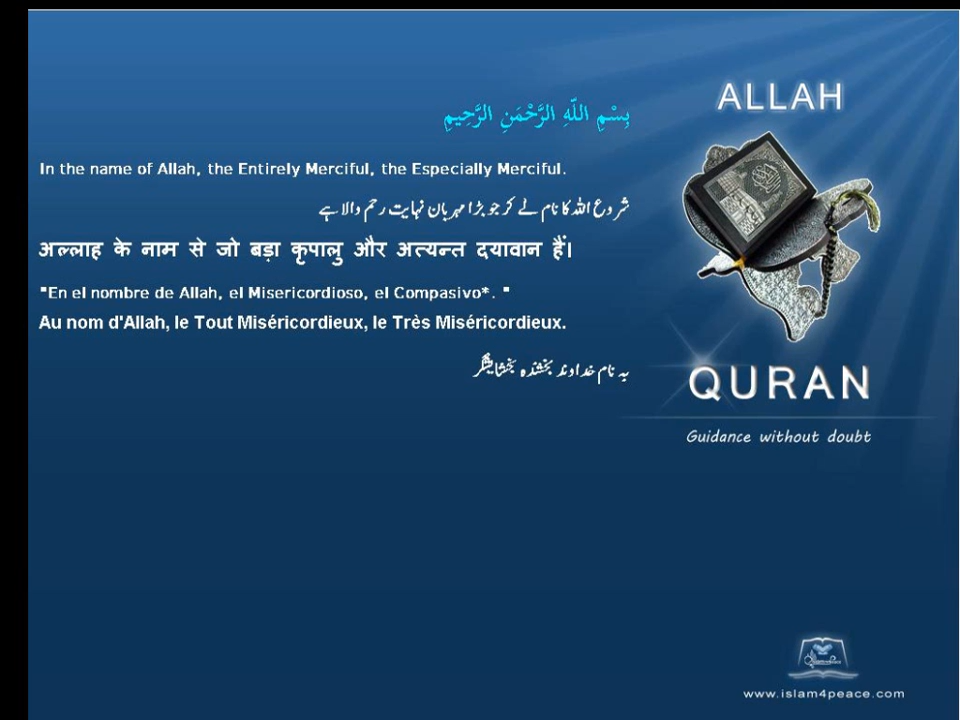 بِسْمِ اللّهِ الرَّحْمَنِ الرَّحِيمِ
In the name of Allah, the Entirely Merciful, the Especially Merciful.
شروع الله کا نام لے کر جو بڑا مہربان نہایت رحم والا ہے
अल्लाह के नाम से जो बड़ा कृपालु और अत्यन्त दयावान हैं।
"En el nombre de Allah, el Misericordioso, el Compasivo*. "
Au nom d'Allah, le Tout Miséricordieux, le Très Miséricordieux.
به نام خداوند بخشنده بخشایشگر
ALLAH
QURAN
Guidance without doubt
www.islam4peace.com